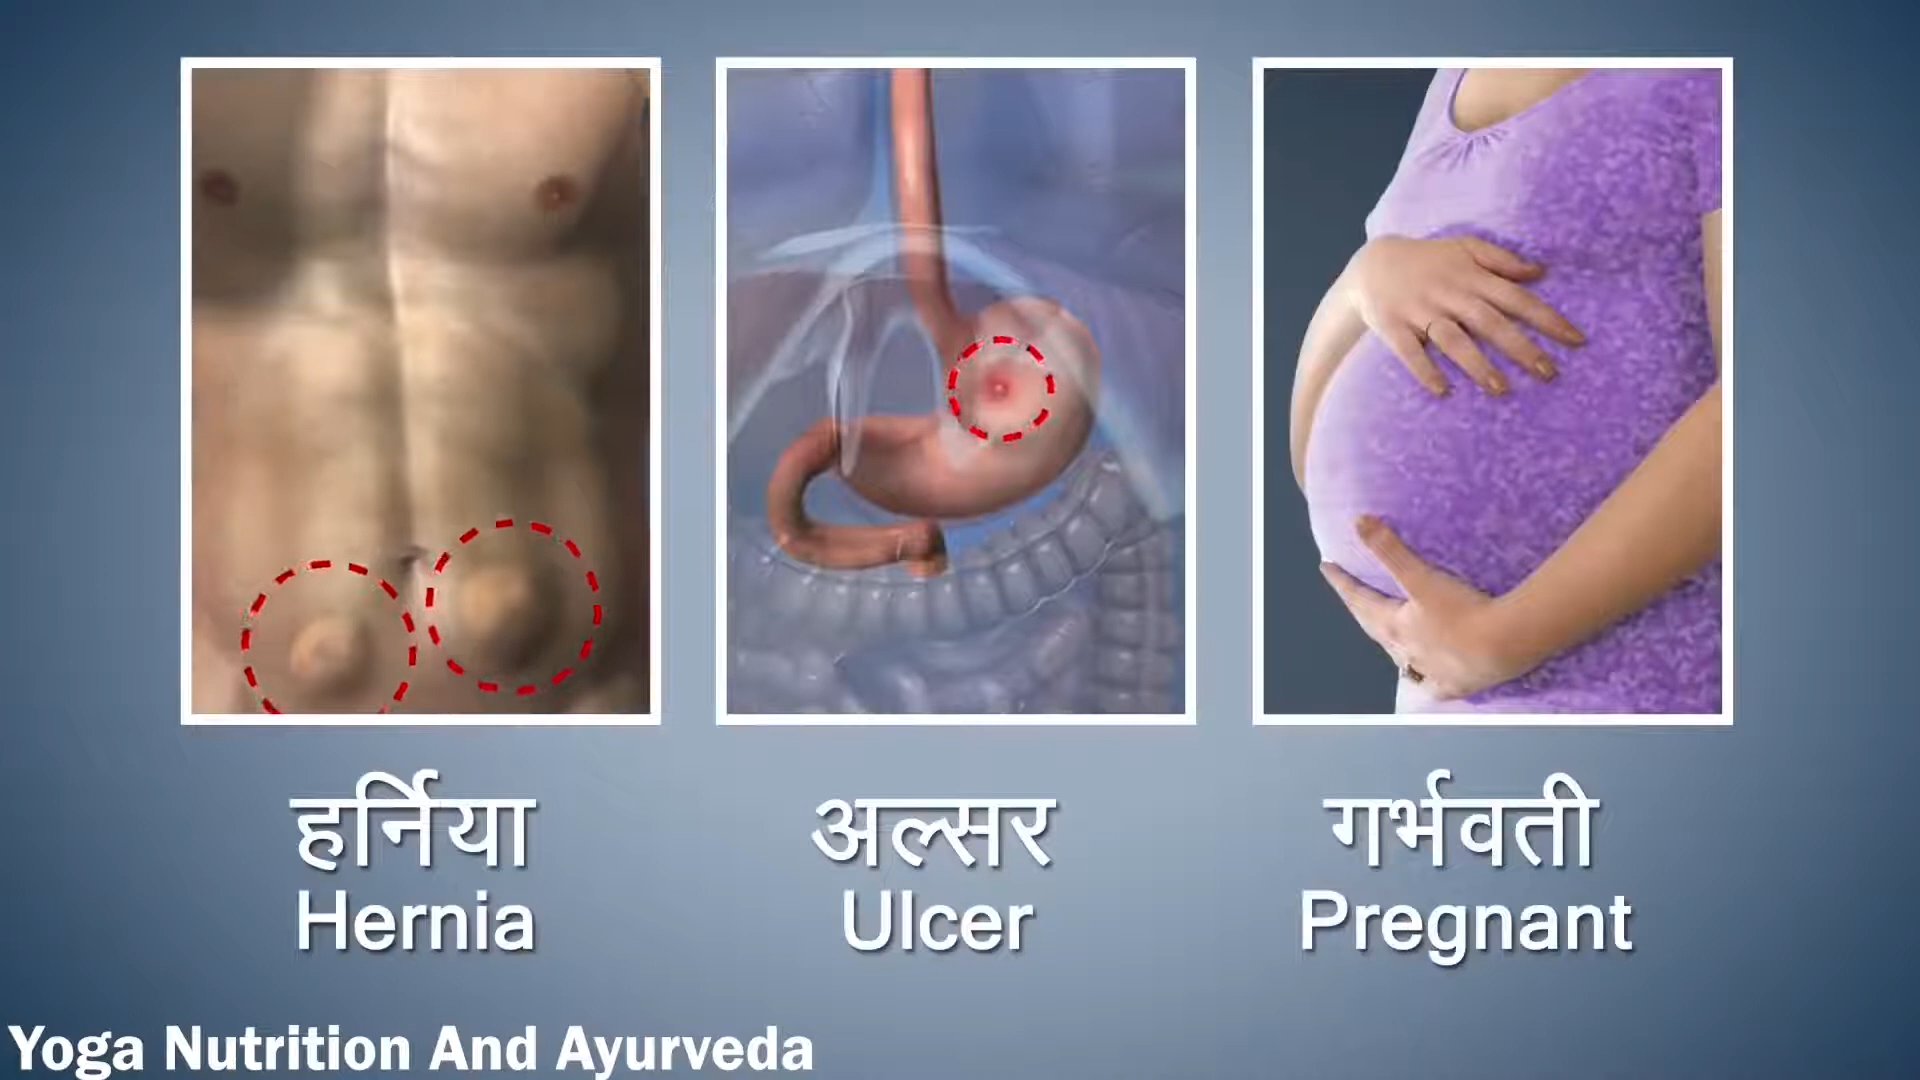 हर्निया
Hernia
अल्सर
Ulcer
गर्भवती
Pregnant
Yoga Nutrition And Ayurveda